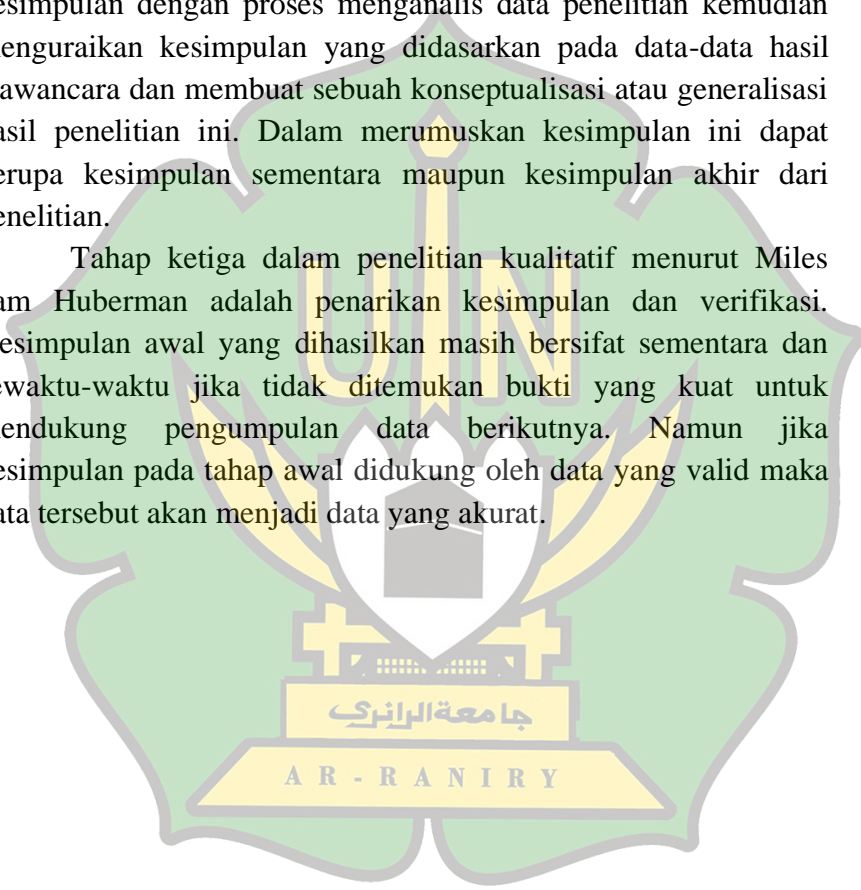 esimpulan dengan proses menganalis data penelitian kemudian
enguraikan kesimpulan yang didasarkan pada data-data hasil
awancara dan membuat sebuah konseptualisasi atau generalisasi
asil penelitian ini. Dalam merumuskan kesimpulan ini dapat
erupa kesimpulan sementara maupun kesimpulan akhir dari
enelitian.
Tahap ketiga dalam penelitian kualitatif menurut Miles
am Huberman adalah penarikan kesimpulan dan verifikasi.
esimpulan awal yang dihasilkan masih bersifat sementara dan
ewaktu-waktu jika tidak ditemukan bukti yang kuat untuk
endukung pengumpulan data berikutnya. Namun jika
esimpulan pada tahap awal didukung oleh data yang valid maka
ata tersebut akan menjadi data yang akurat.
UIN
جامعة الرانري
AR-RANIRY